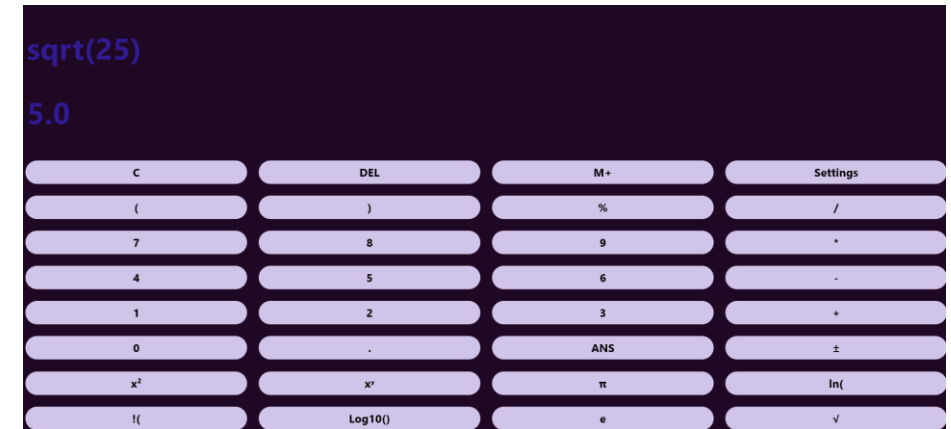 sqrt(25)
5.0
C DEL M+ Settings
( ) % /
7 8 9 *
4 5 6 -
1 2 3 +
0 . ANS ±
x² xʸ π ln(
!( Log10() e √